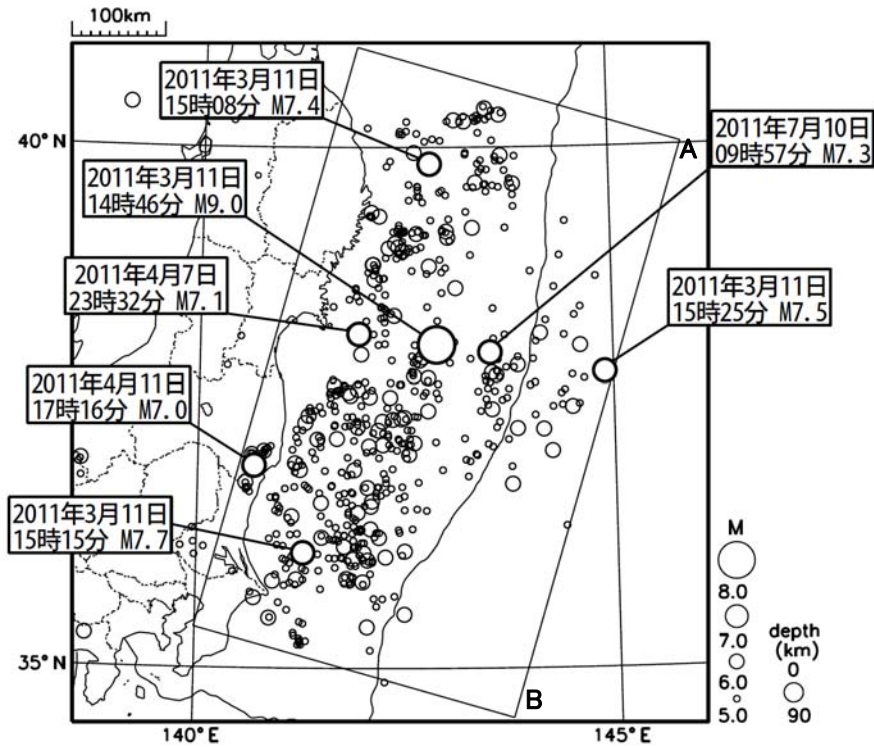 100km
2011年3月11日
15時08分 M7.4
2011年7月10日
09時57分 M7.3
40°N
A
2011年3月11日
14時46分 M9.0
2011年4月7日
23時32分 M7.1
2011年3月11日
15時25分 M7.5
2011年4月11日
17時16分 M7.0
2011年3月11日
15時15分 M7.7
M
8.0
7.0
6.0
5.0
depth
(km)
0
90
35°N
B
140°E
145°E